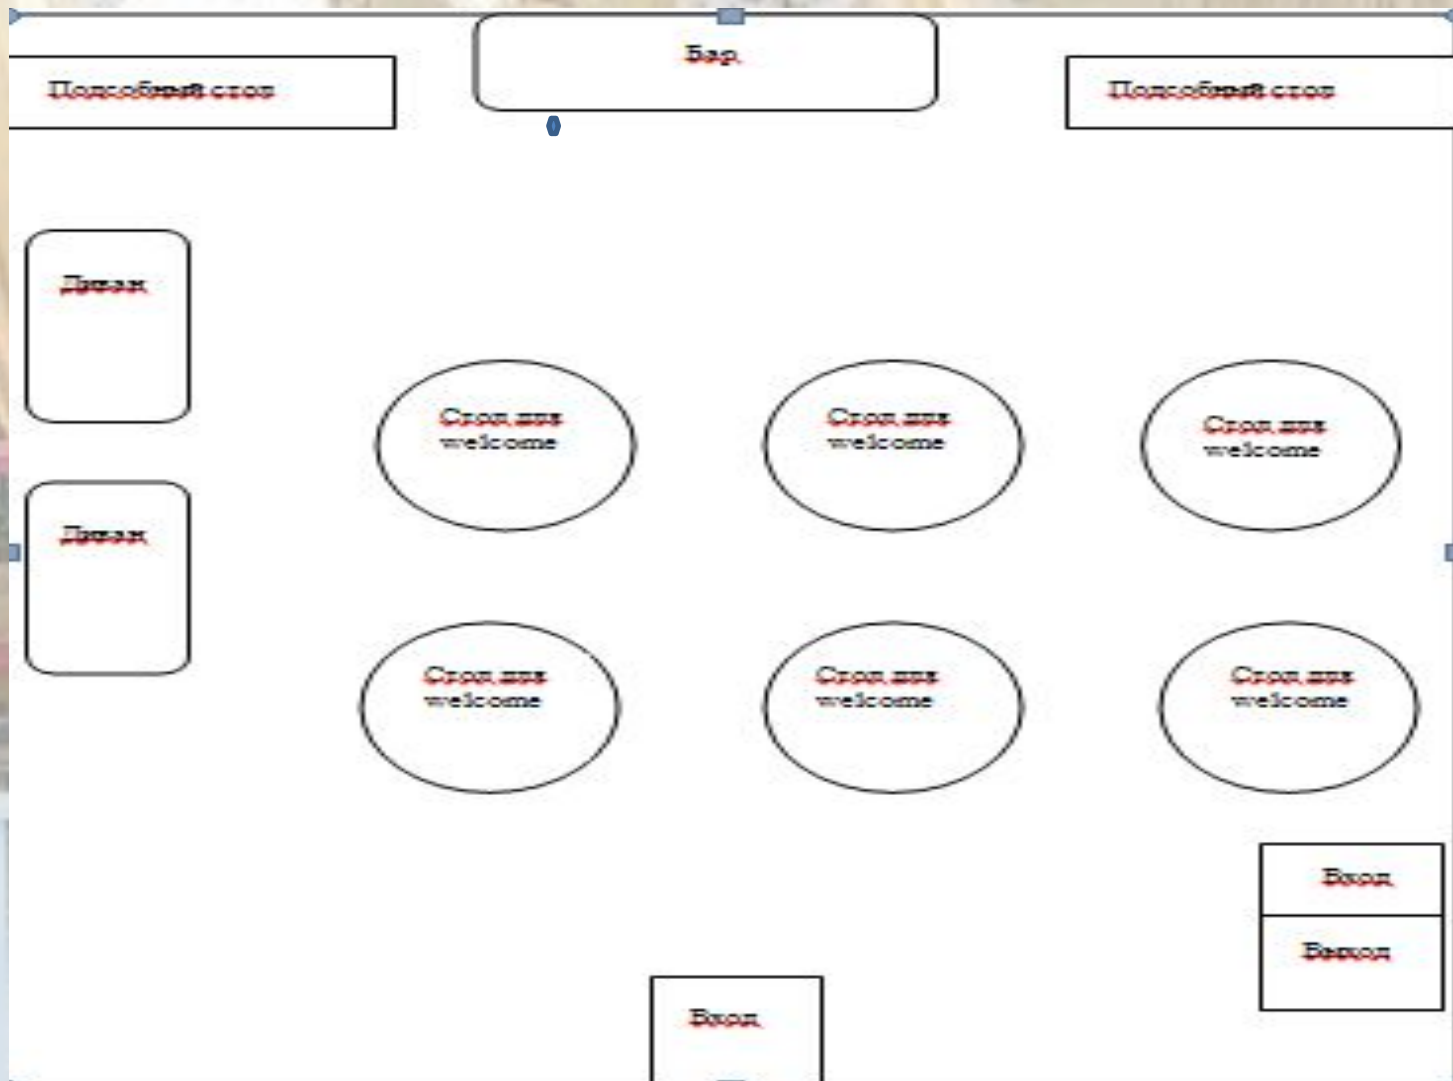 Бар
Подсобный стол
Подсобный стол
Диван
Стол для
welcome
Стол для
welcome
Стол для
welcome
Диван
Стол для
welcome
Стол для
welcome
Стол для
welcome
Вход
Выход
Вход